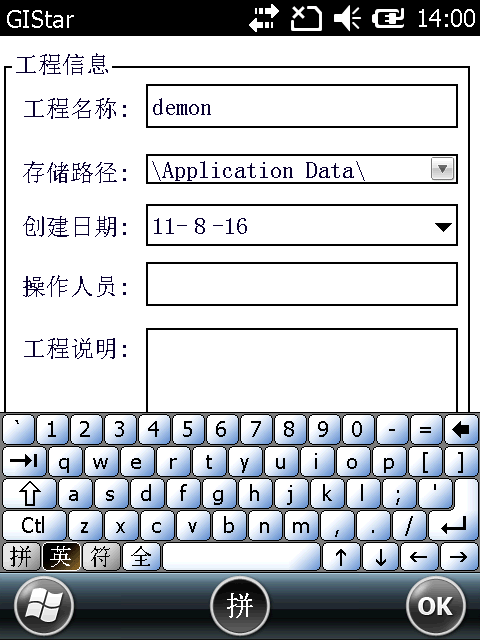 GIStar 14:00
工程信息
工程名称: demon
存储路径: \Application Data\
创建日期: 11- 8 -16
操作人员:
工程说明:
` 1 2 3 4 5 6 7 8 9 0 - =
q w e r t y u i o p [ ]
a s d f g h j k l ; '
Ctl z x c v b n m , . /
拼 英 符 全
拼 OK